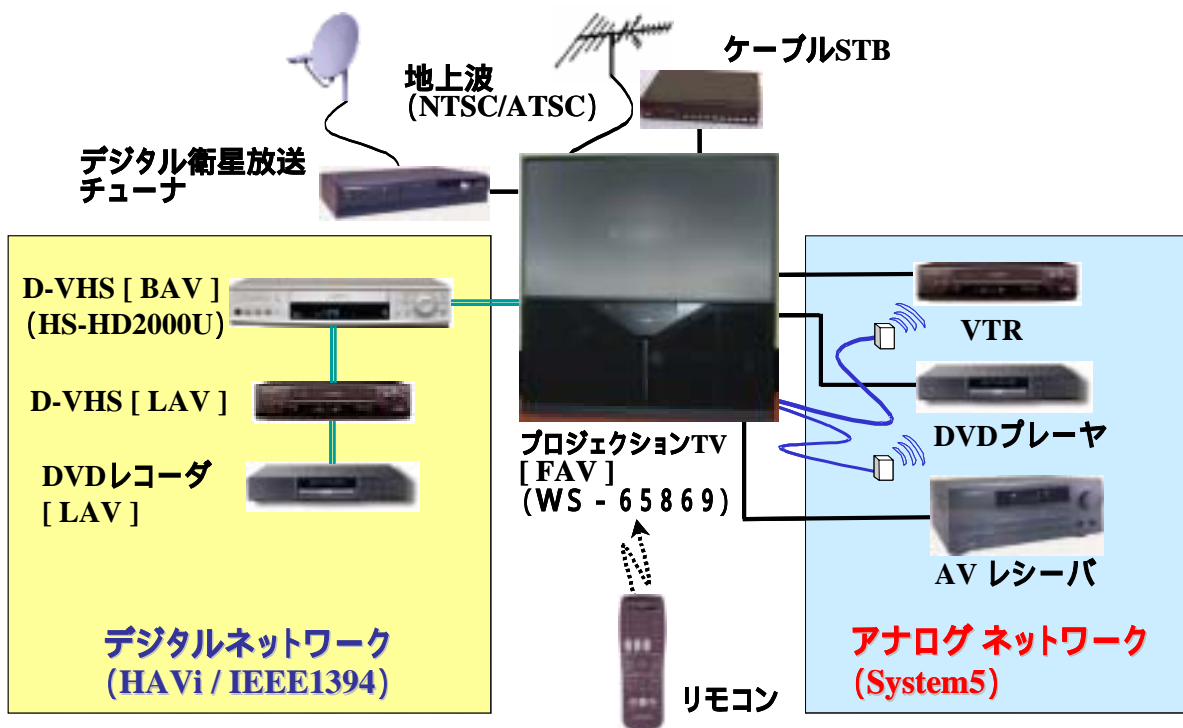 ケーブルSTB
地上波
（NTSC/ATSC）
デジタル衛星放送
チューナ
D-VHS [ BAV ]
（HS-HD2000U）
D-VHS [ LAV ]
DVDレコーダ
[ LAV ]
デジタルネットワーク
（HAVi / IEEE1394）
プロジェクションTV
[ FAV ]
（WS－65869）
リモコン
VTR
DVDプレーヤ
AV レシーバ
アナログ ネットワーク
（System5）